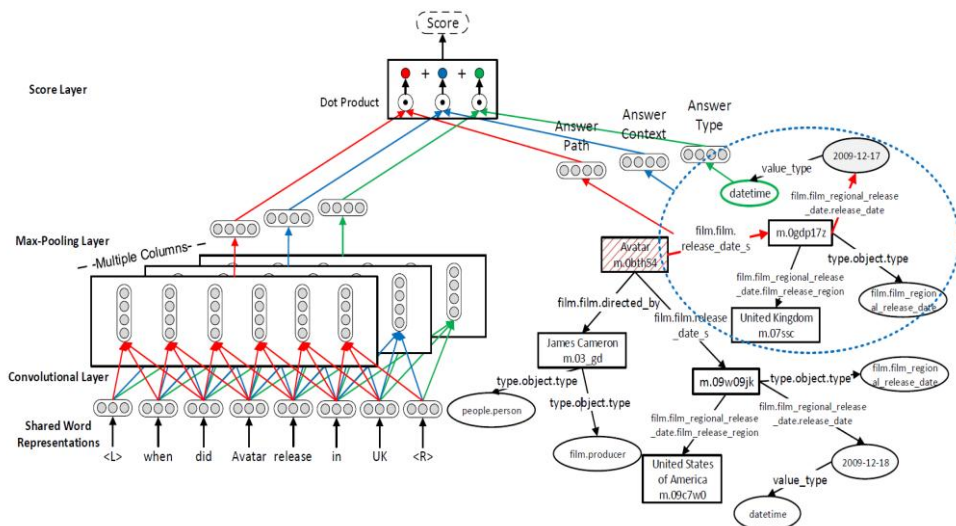 Score
Score Layer
+
+
Dot Product
Answer
Path
Answer
Context
Answer
Type
2009-12-17
value_type
datetime
film.film_regional_release
_date.release_date
Max-Pooling Layer
--Multiple Columns--
film.film.
release_date_s
Avatar
m.0bth54
m.0gdp17z
type.object.type
film.film_regional_release
_date.film_release_region
film.film_region
al_release_date
film.film.directed_by
film.film.release
_date_s
United Kingdom
m.07ssc
James Cameron
m.03_gd
Convolutional Layer
m.09w09jk
type.object.type
film.film_region
al_release_date
type.object.type
people.person
type.object.type
film.film_regional_release
_date.release_date
film.film_regional_release
_date.film_release_region
Shared Word
Representations
<L>
when
did
Avatar
release
in
UK
<R>
film.producer
United States
of America
m.09c7w0
2009-12-18
value_type
datetime